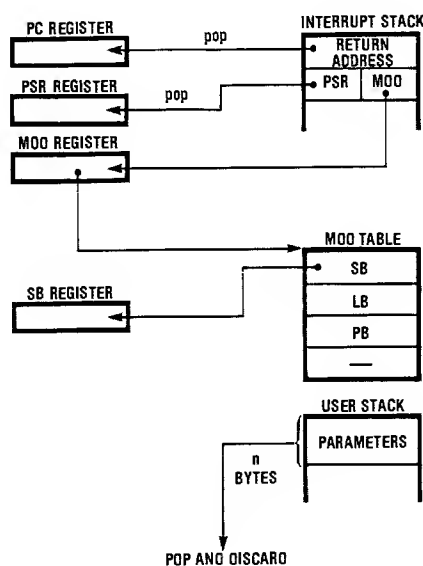 PC REGISTER
INTERRUPT STACK
pop
RETURN
ADDRESS
PSR REGISTER
pop
PSR
MOO
MOO REGISTER
MOO TABLE
SB
SB REGISTER
LB
PB
—
USER STACK
PARAMETERS
n
BYTES
POP AND OISCARO